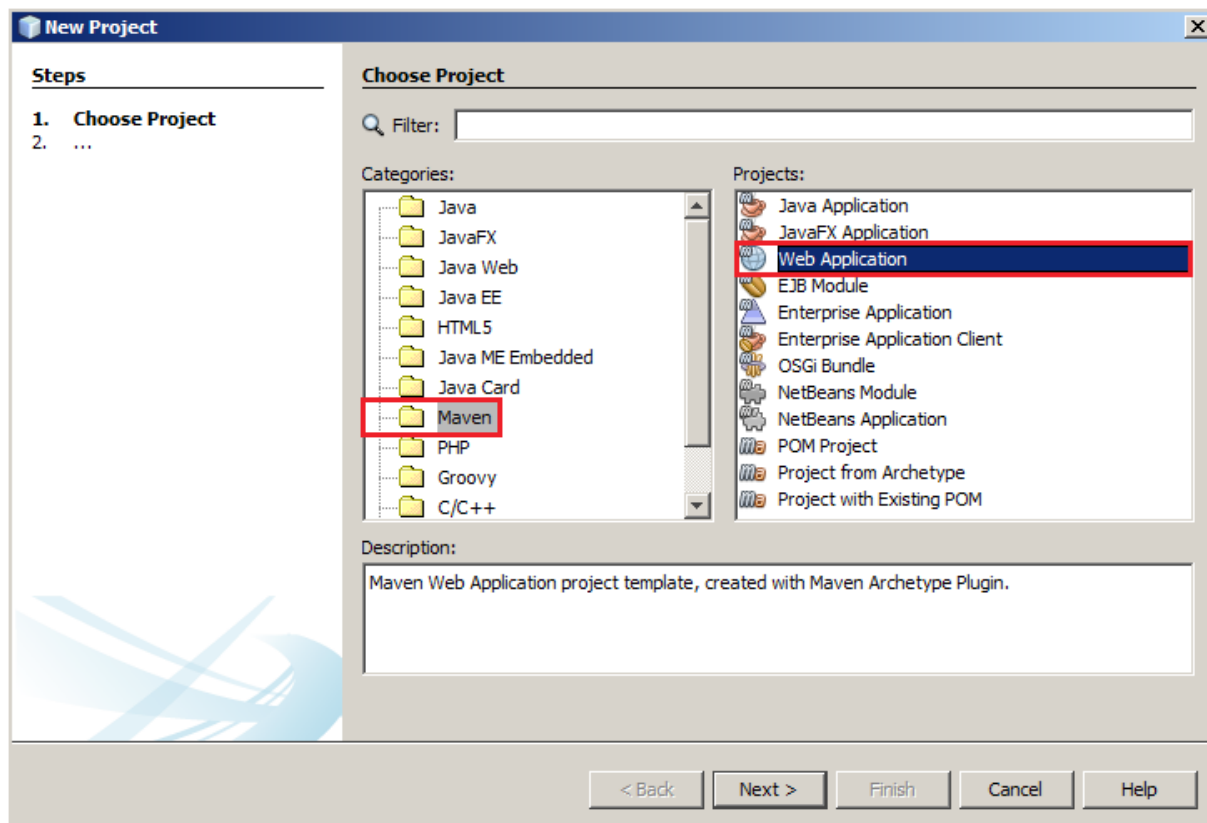 New Project
Steps
1. Choose Project
2. ...
Choose Project
Filter:
Categories:
Java
JavaFX
Java Web
Java EE
HTML5
Java ME Embedded
Java Card
Maven
PHP
Groovy
C/C++
Projects:
Java Application
JavaFX Application
Web Application
EJB Module
Enterprise Application
Enterprise Application Client
OSGi Bundle
NetBeans Module
NetBeans Application
POM Project
Project from Archetype
Project with Existing POM
Description:
Maven Web Application project template, created with Maven Archetype Plugin.
< Back Next > Finish Cancel Help